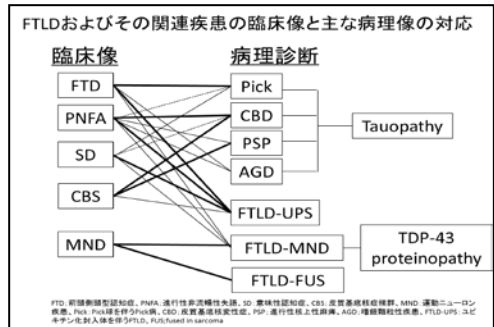 FTLDおよびその関連疾患の臨床像と主な病理像の対応
臨床像
病理診断
FTD
PNFA
SD
CBS
MND
Pick
CBD
PSP
AGD
FTLD-UPS
FTLD-MND
FTLD-FUS
Tauopathy
TDP-43
proteinopathy
FTD: 前頭側頭型認知症、PNFA: 進行性非流暢性失語、SD: 意味性認知症、CBS: 皮質基底核症候群、MND: 運動ニューロン
疾患、Pick: Pick球を伴うPick病、CBD: 皮質基底核変性症、PSP: 進行性核上性麻痺、AGD: 嗜銀顆粒性疾患、FTLD-UPS: ユビ
キチン化封入体を伴うFTLD、FUS:fused in sarcoma